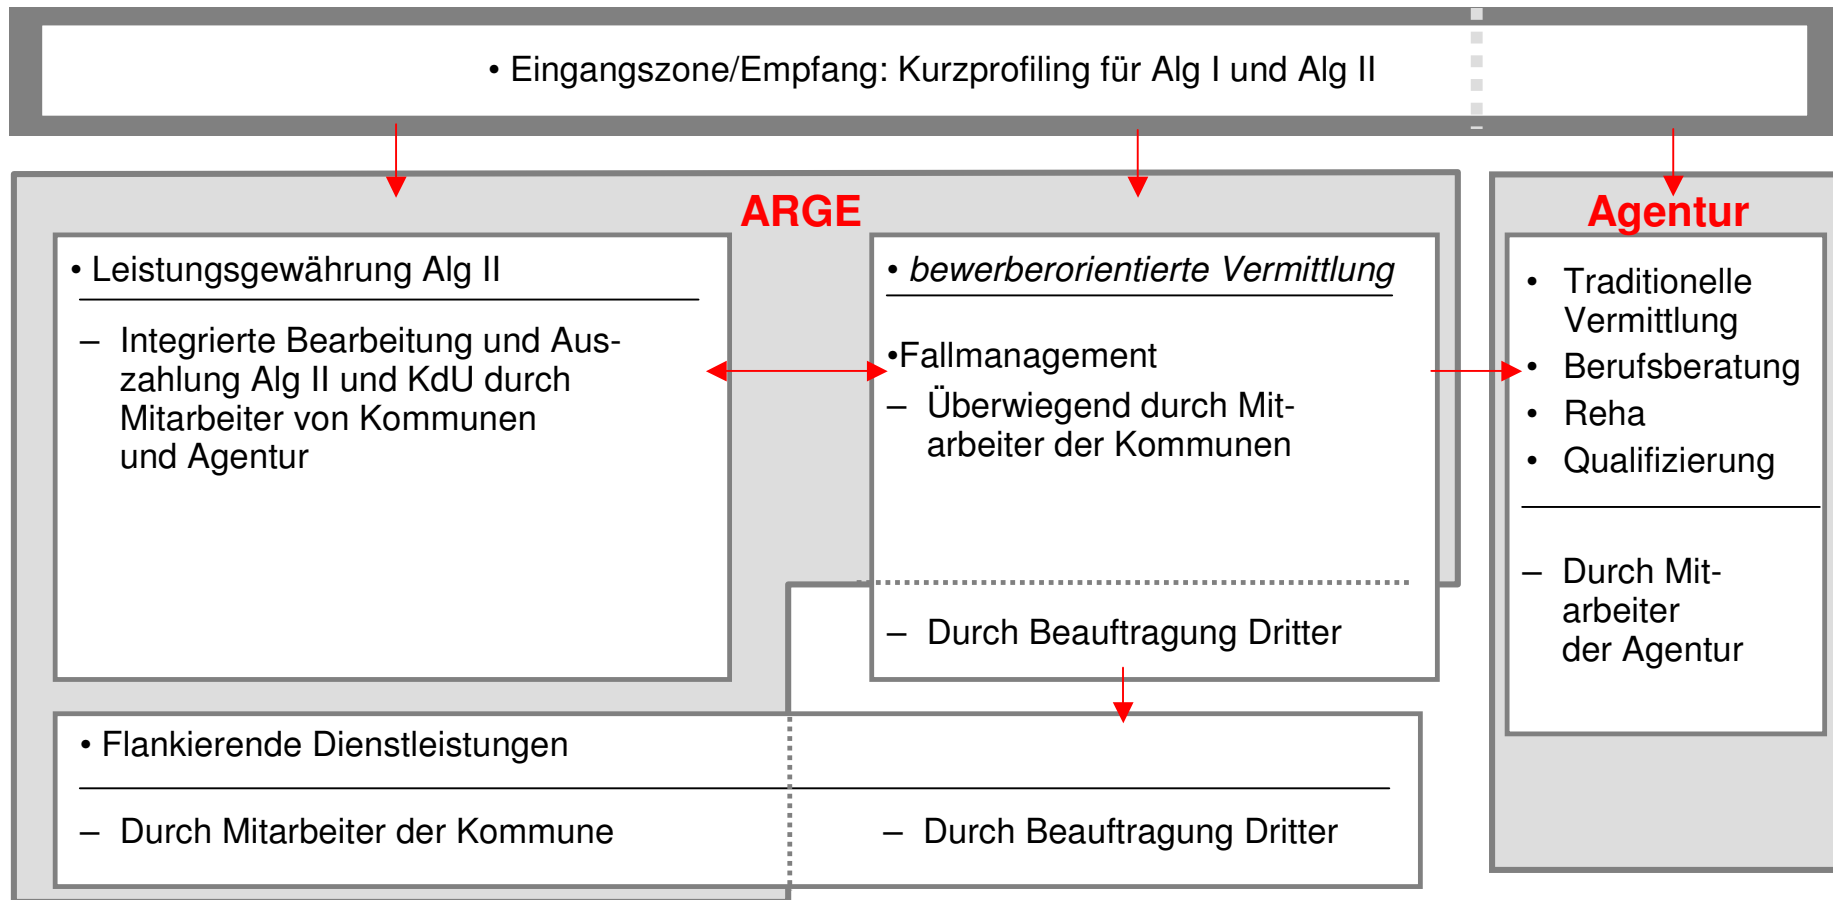 • Eingangszone/Empfang: Kurzprofiling für Alg I und Alg II
ARGE
• Leistungsgewährung Alg II
– Integrierte Bearbeitung und Aus-
zahlung Alg II und KdU durch
Mitarbeiter von Kommunen
und Agentur
• bewerberorientierte Vermittlung
•Fallmanagement
– Überwiegend durch Mit-
arbeiter der Kommunen
– Durch Beauftragung Dritter
Agentur
• Traditionelle
Vermittlung
• Berufsberatung
• Reha
• Qualifizierung
– Durch Mit-
arbeiter
der Agentur
• Flankierende Dienstleistungen
– Durch Mitarbeiter der Kommune
– Durch Beauftragung Dritter